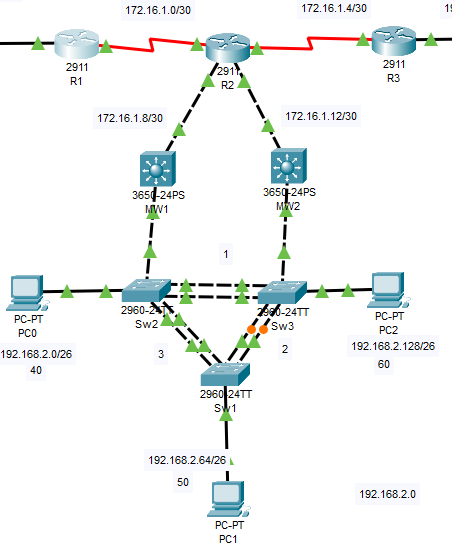 172.16.1.0/30
172.16.1.4/30
19
2911
R1
2911
R2
2911
R3
172.16.1.8/30
172.16.1.12/30
3650-24PS
MW1
3650-24PS
MW2
1
2960-24TT
Sw2
2960-24TT
Sw3
PC-PT
PC0
PC-PT
PC2
192.168.2.0/26
40
3
2
192.168.2.128/26
60
2960-24TT
Sw1
192.168.2.64/26
50
192.168.2.0
PC-PT
PC1